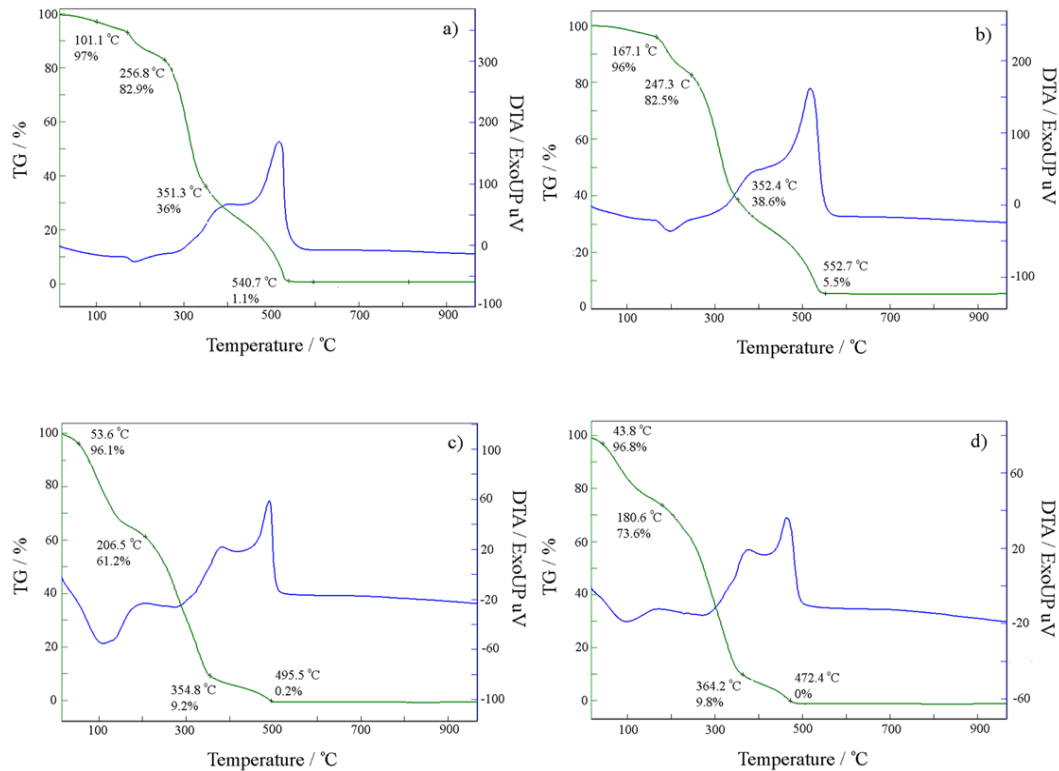 a)
100
80
60
40
20
0
TG / %
101.1 °C
97%
256.8 °C
82.9%
351.3 °C
36%
540.7 °C
1.1%
300
200
100
0
-100
DTA / ExoUP uV
100 300 500 700 900
Temperature / °C
b)
100
80
60
40
20
0
TG / %
167.1 °C
96%
247.3 C
82.5%
352.4 °C
38.6%
552.7 °C
5.5%
200
100
0
-100
DTA / ExoUP uV
100 300 500 700 900
Temperature / °C
c)
100
80
60
40
20
0
TG / %
53.6 °C
96.1%
206.5 °C
61.2%
354.8 °C
9.2%
495.5 °C
0.2%
100
60
20
-20
-60
-100
DTA / ExoUP uV
100 300 500 700 900
Temperature / °C
d)
100
80
60
40
20
0
TG / %
43.8 °C
96.8%
180.6 °C
73.6%
364.2 °C
9.8%
472.4 °C
0%
60
20
-20
-60
DTA / ExoUP uV
100 300 500 700 900
Temperature / °C